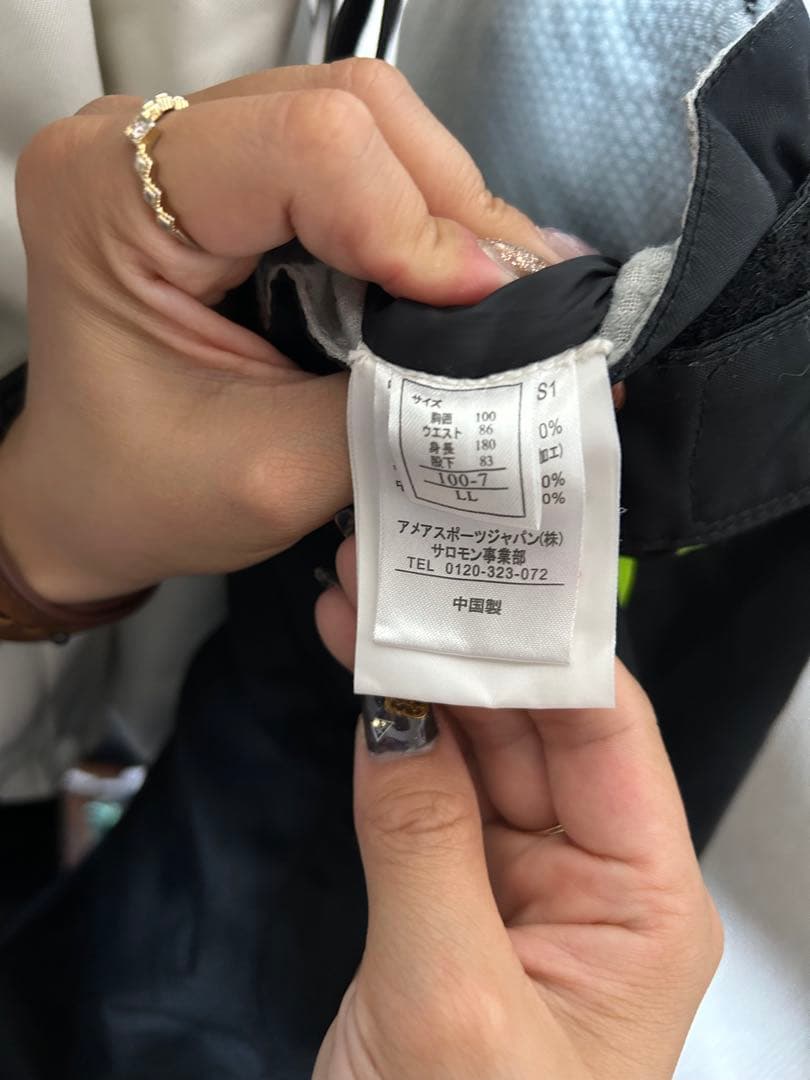 サイズ
胸囲 100
ウエスト 86
身長 180
股下 83
100-7
LL
S1
0%
加工)
0%
0%
アメアスポーツジャパン(株)
サロモン事業部
TEL 0120-323-072
中国製